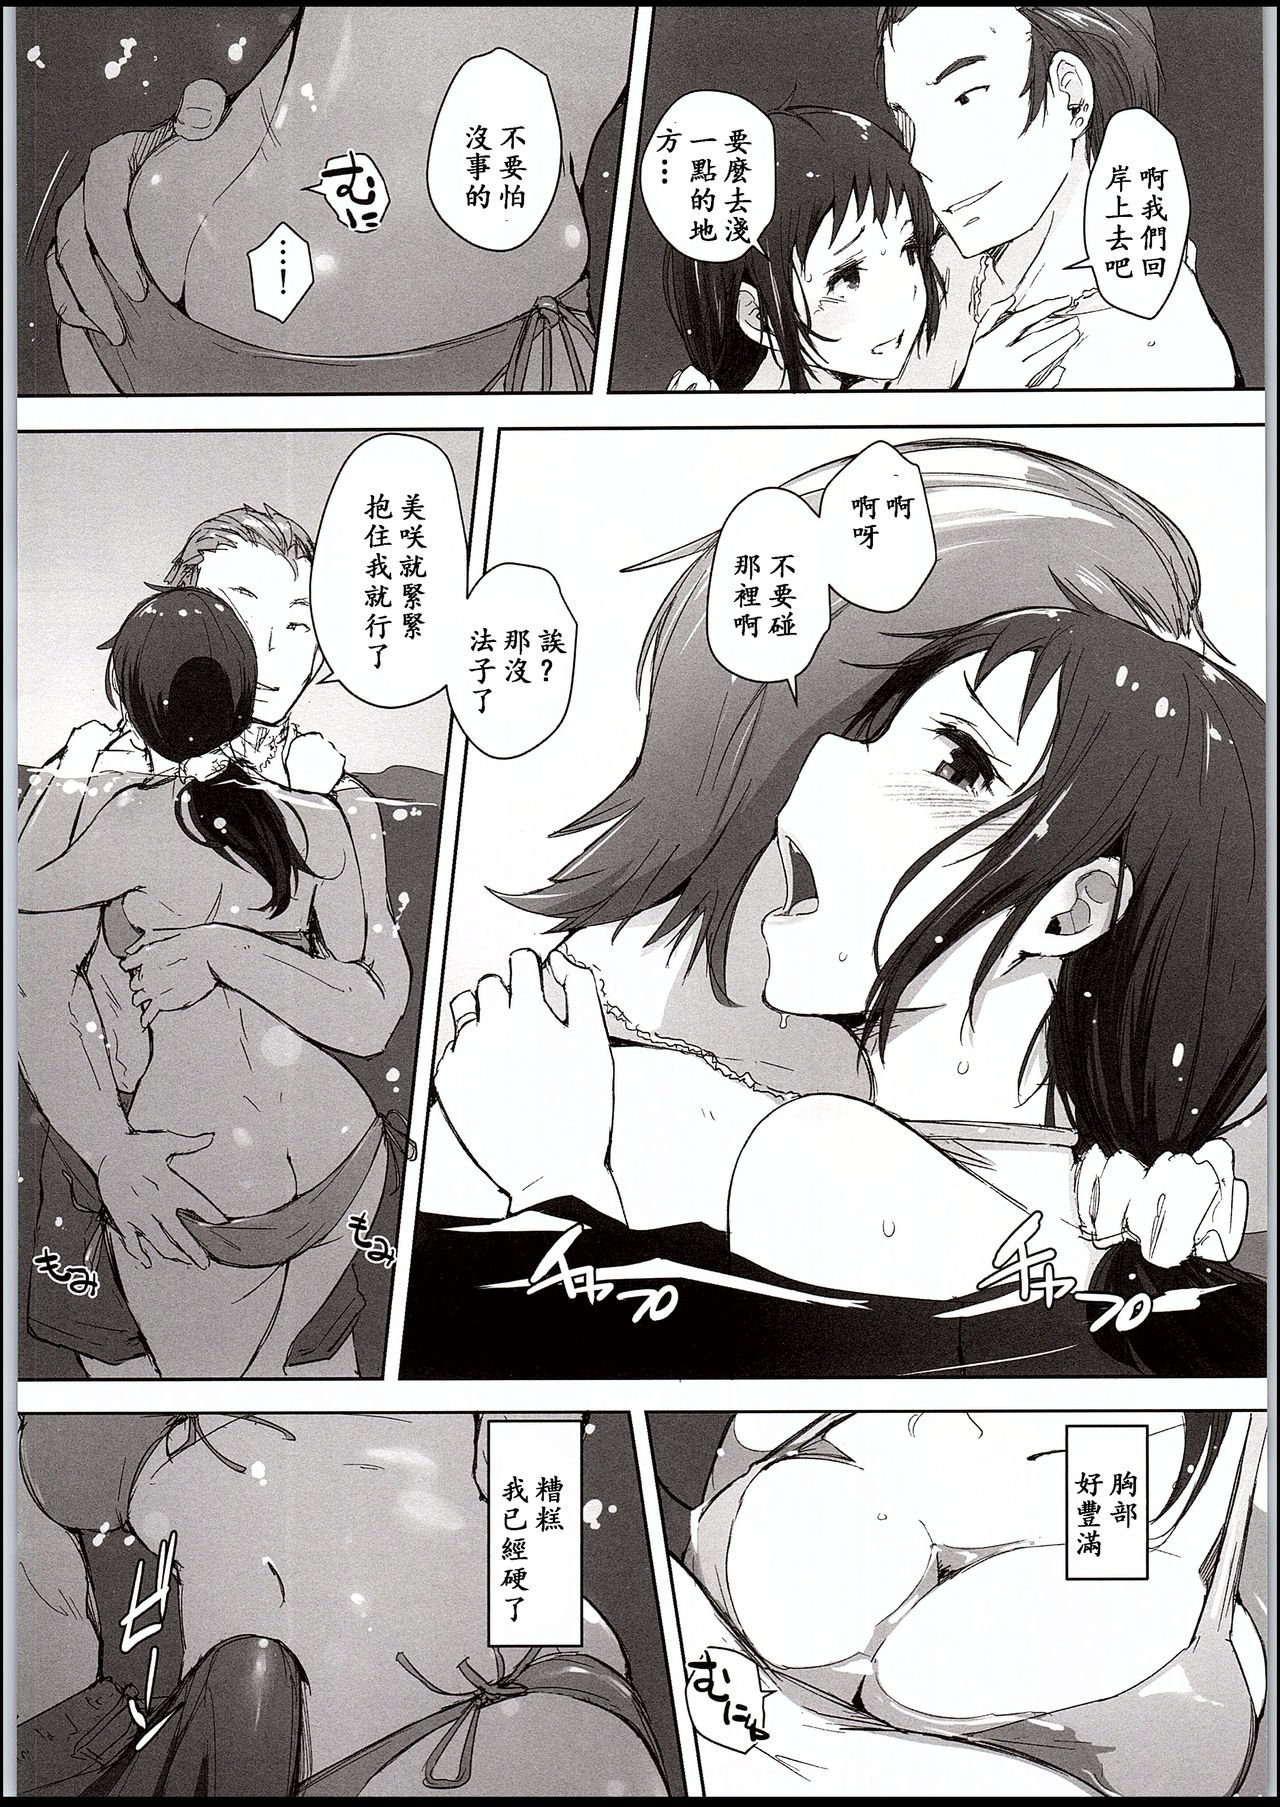 啊我們回
岸上去吧
要麼去淺
一點的地
方…
不要怕
沒事的
むに
…！
啊
啊呀
不要碰
那裡啊
誒？
那沒
法子了
美咲就緊緊
抱住我就行了
チャプ
チャプ
もみ
もみ
胸部
好豐滿
むにゅ
糟糕
我已經硬了
ビーン